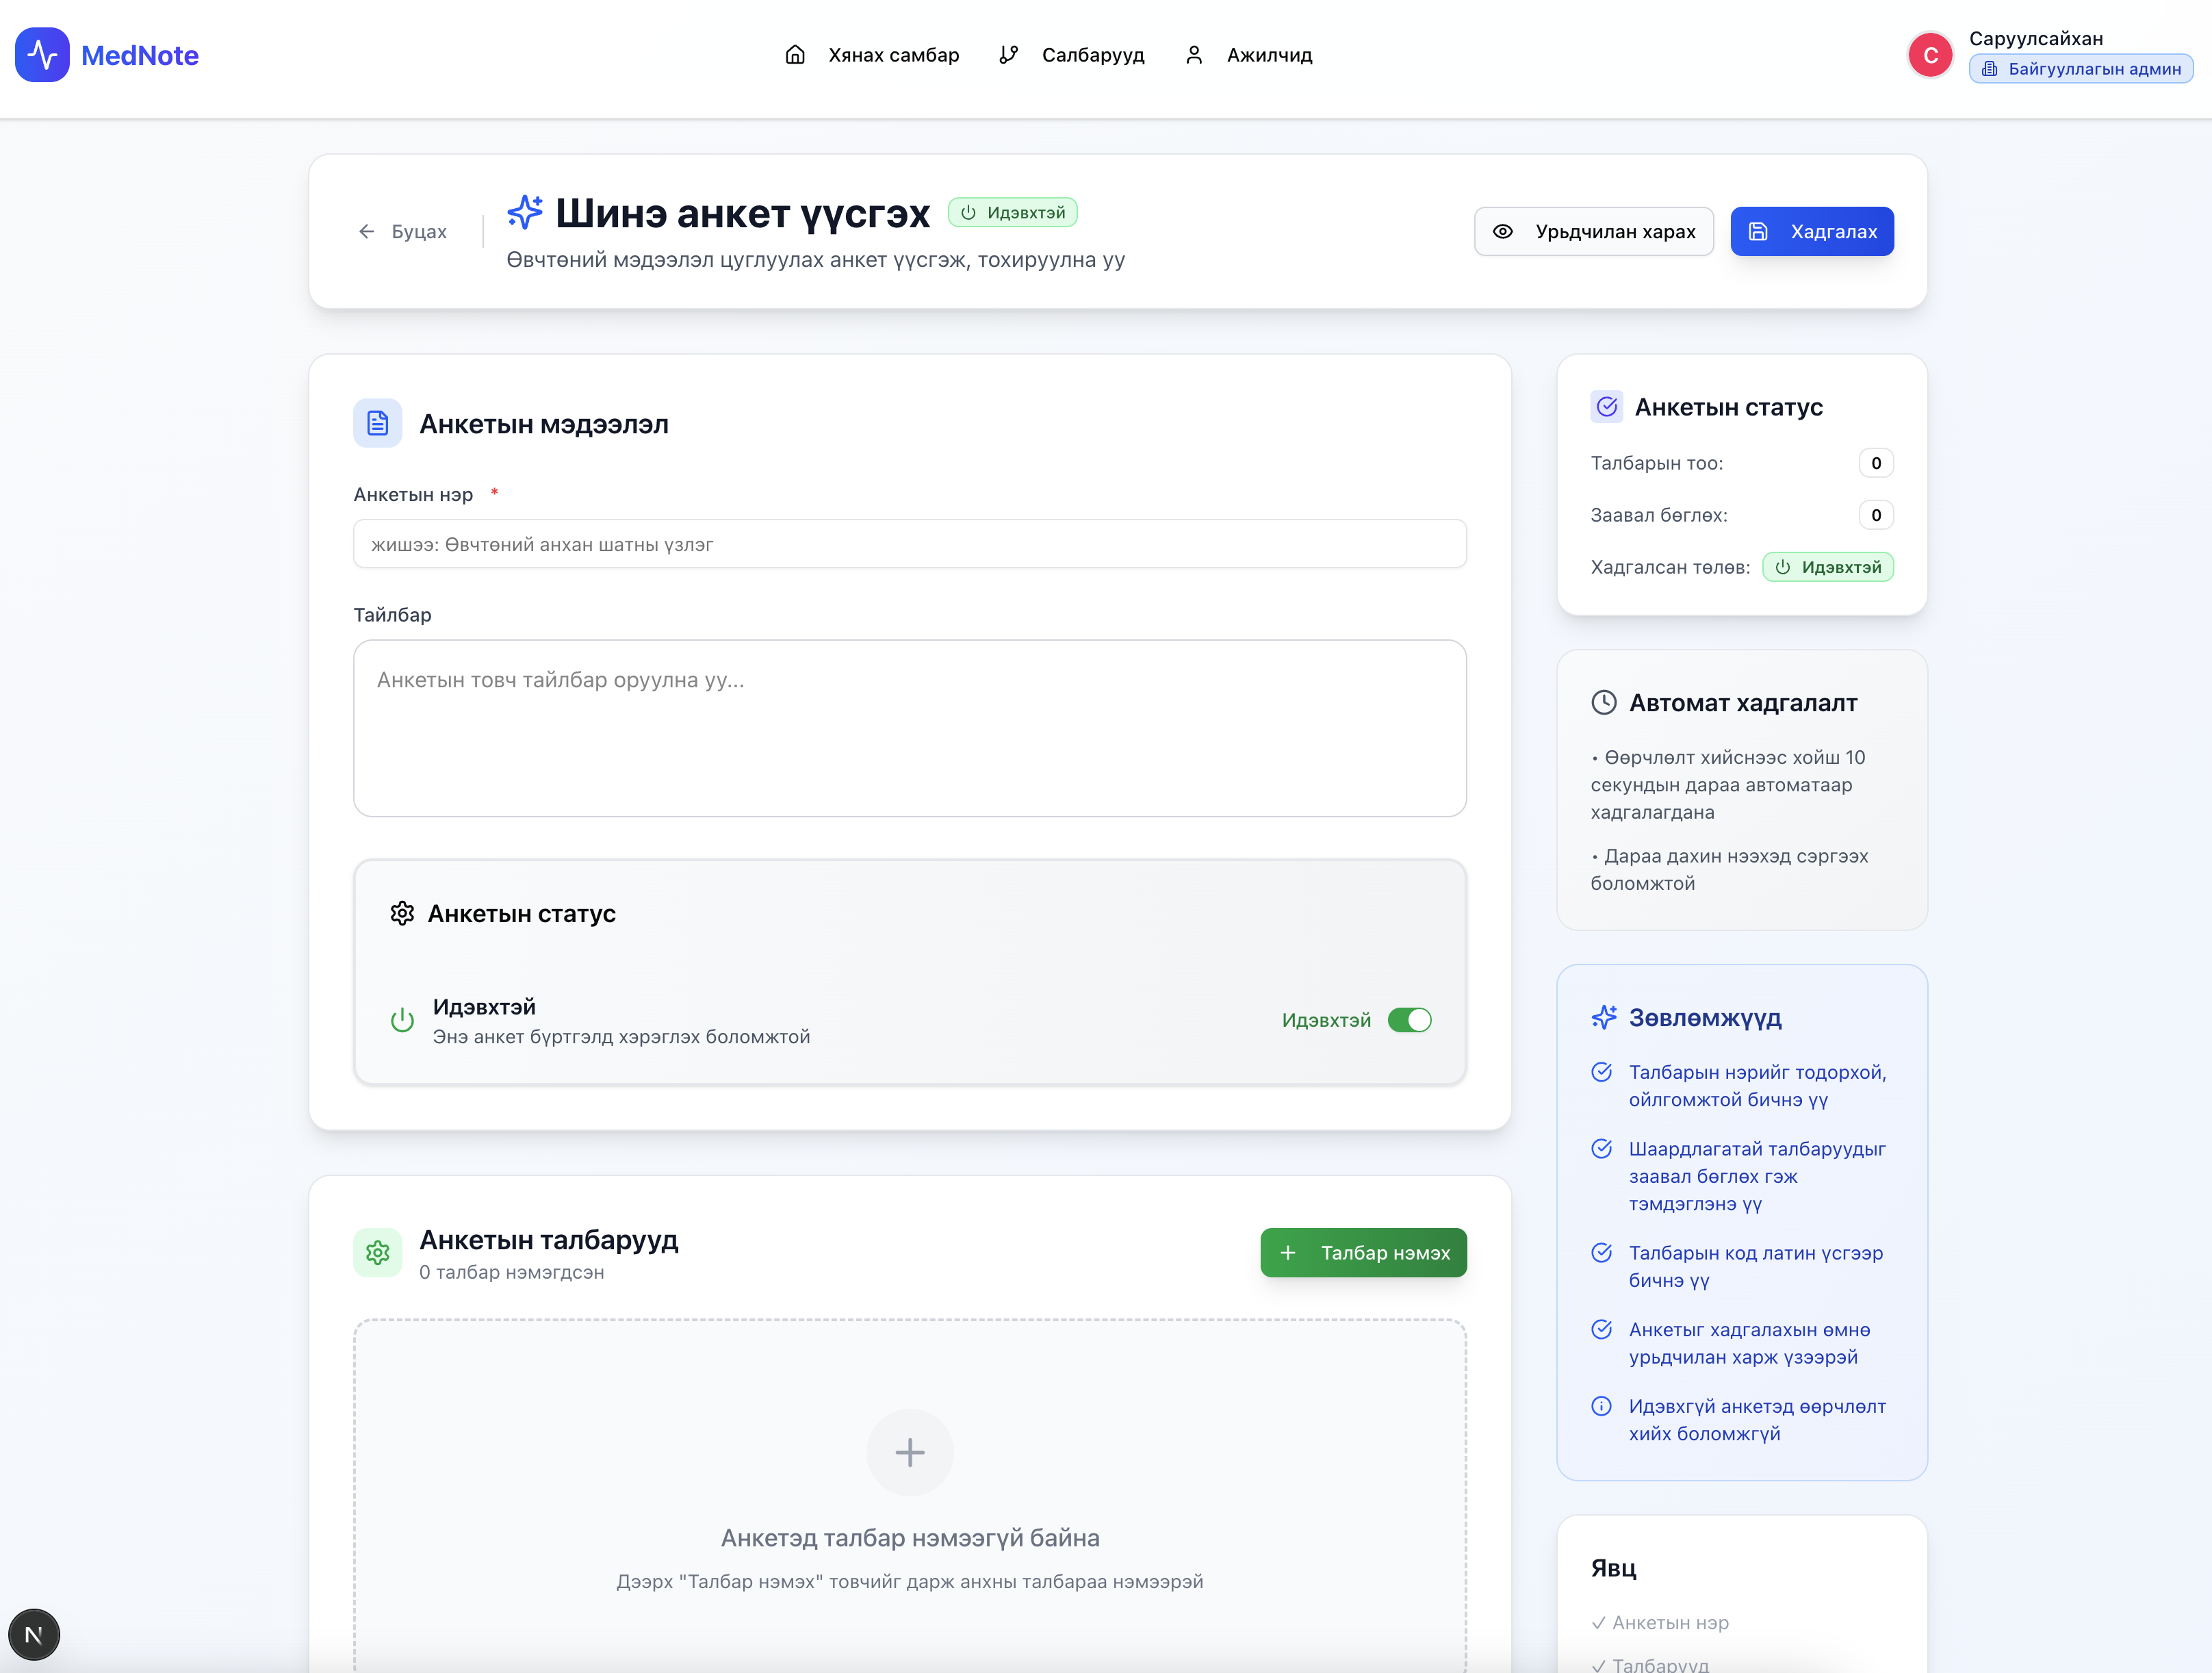 MedNote
Хянах самбар
Салбарууд
Ажилчид
С
Саруулсайхан
Байгууллагын админ
Буцах
Шинэ анкет үүсгэх
Идэвхтэй
Өвчтөний мэдээлэл цуглуулах анкет үүсгэж, тохируулна уу
Урьдчилан харах
Хадгалах
Анкетын мэдээлэл
Анкетын нэр *
жишээ: Өвчтөний анхан шатны үзлэг
Тайлбар
Анкетын товч тайлбар оруулна уу...
Анкетын статус
Идэвхтэй
Энэ анкет бүртгэлд хэрэглэх боломжтой
Идэвхтэй
Анкетын талбарууд
0 талбар нэмэгдсэн
Талбар нэмэх
Анкетэд талбар нэмээгүй байна
Дээрх "Талбар нэмэх" товчийг дарж анхны талбараа нэмээрэй
Анкетын статус
Талбарын тоо: 0
Заавал бөглөх: 0
Хадгалсан төлөв: Идэвхтэй
Автомат хадгалалт
• Өөрчлөлт хийснээс хойш 10
секундын дараа автоматаар
хадгалагдана
• Дараа дахин нээхэд сэргээх
боломжтой
Зөвлөмжүүд
Талбарын нэрийг тодорхой,
ойлгомжтой бичнэ үү
Шаардлагатай талбаруудыг
заавал бөглөх гэж
тэмдэглэнэ үү
Талбарын код латин үсгээр
бичнэ үү
Анкетыг хадгалахын өмнө
урьдчилан харж үзээрэй
Идэвхгүй анкетэд өөрчлөлт
хийх боломжгүй
Явц
✓ Анкетын нэр
✓ Талбарууд
N